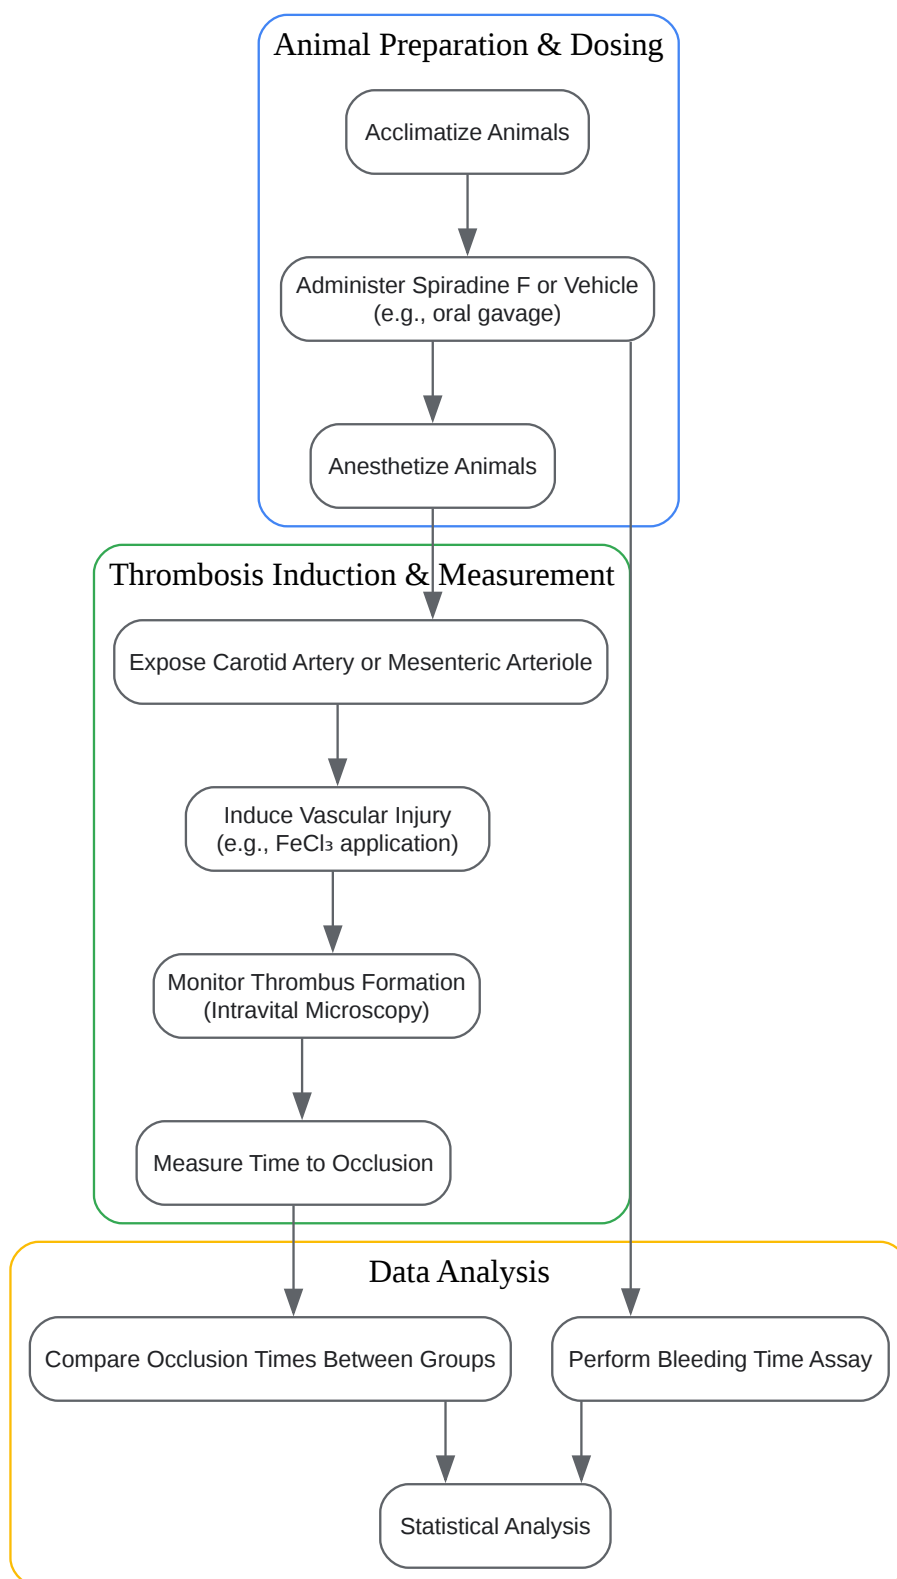 Animal Preparation & Dosing
Acclimatize Animals
Administer Spiradine F or Vehicle
(e.g., oral gavage)
Anesthetize Animals
Thrombosis Induction & Measurement
Expose Carotid Artery or Mesenteric Arteriole
Induce Vascular Injury
(e.g., FeCl₃ application)
Monitor Thrombus Formation
(Intravital Microscopy)
Measure Time to Occlusion
Data Analysis
Compare Occlusion Times Between Groups
Perform Bleeding Time Assay
Statistical Analysis